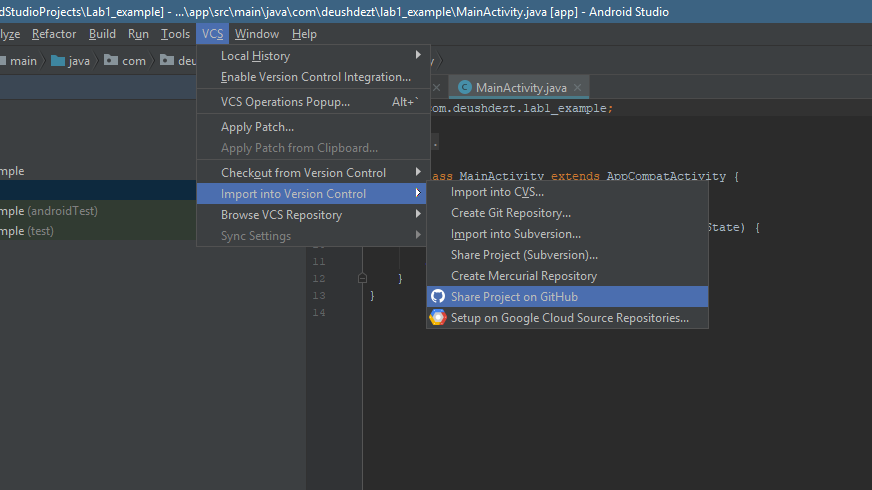 dStudioProjects\Lab1_example] - ...\app\src\main\java\com\deushdezt\lab1_example\MainActivity.java [app] - Android Studio
lyze Refactor Build Run Tools VCS Window Help
main java com deu
Local History
Enable Version Control Integration...
VCS Operations Popup... Alt+`
Apply Patch...
Apply Patch from Clipboard...
Checkout from Version Control
Import into Version Control
Browse VCS Repository
Sync Settings
MainActivity.java
com.deushdezt.lab1_example;
.
ass MainActivity extends AppCompatActivity {
State) {
Import into CVS...
Create Git Repository...
Import into Subversion...
Share Project (Subversion)...
Create Mercurial Repository
Share Project on GitHub
Setup on Google Cloud Source Repositories...
mple
mple (androidTest)
mple (test)
11
12 }
13 }
14